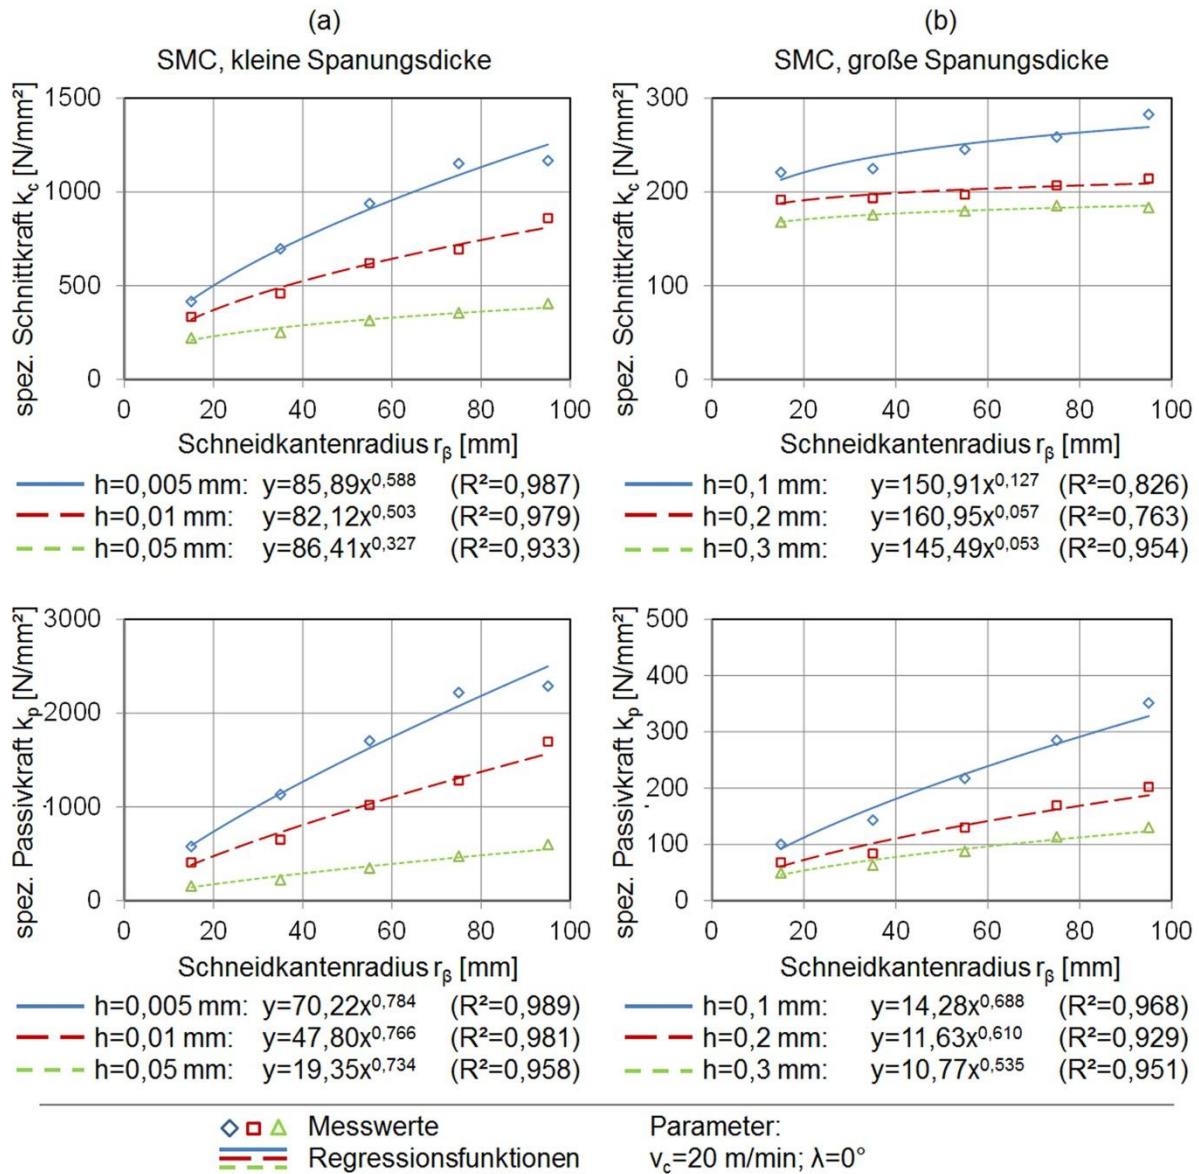 (a)
SMC, kleine Spanungsdicke
spez. Schnittkraft k_c [N/mm²]
1500
1000
500
0
0 20 40 60 80 100
Schneidkantenradius r_β [mm]
h=0,005 mm: y=85,89x^0,588 (R²=0,987)
h=0,01 mm: y=82,12x^0,503 (R²=0,979)
h=0,05 mm: y=86,41x^0,327 (R²=0,933)
(b)
SMC, große Spanungsdicke
spez. Schnittkraft k_c [N/mm²]
300
200
100
0
0 20 40 60 80 100
Schneidkantenradius r_β [mm]
h=0,1 mm: y=150,91x^0,127 (R²=0,826)
h=0,2 mm: y=160,95x^0,057 (R²=0,763)
h=0,3 mm: y=145,49x^0,053 (R²=0,954)
spez. Passivkraft k_p [N/mm²]
3000
2000
1000
0
0 20 40 60 80 100
Schneidkantenradius r_β [mm]
h=0,005 mm: y=70,22x^0,784 (R²=0,989)
h=0,01 mm: y=47,80x^0,766 (R²=0,981)
h=0,05 mm: y=19,35x^0,734 (R²=0,958)
spez. Passivkraft k_p [N/mm²]
500
400
300
200
100
0
0 20 40 60 80 100
Schneidkantenradius r_β [mm]
h=0,1 mm: y=14,28x^0,688 (R²=0,968)
h=0,2 mm: y=11,63x^0,610 (R²=0,929)
h=0,3 mm: y=10,77x^0,535 (R²=0,951)
Messwerte
Regressionsfunktionen
Parameter:
v_c=20 m/min; λ=0°